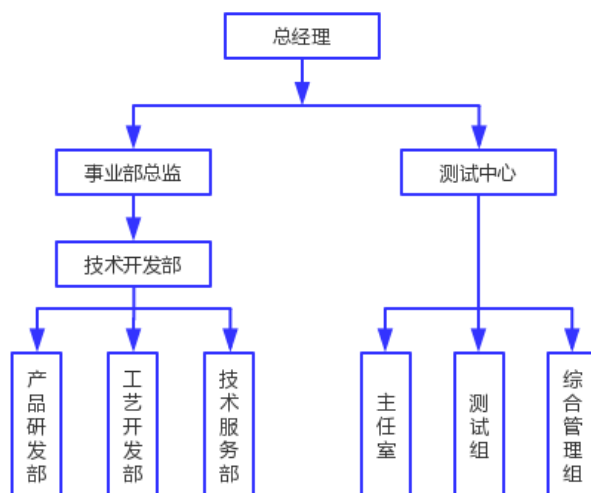 总经理
事业部总监
测试中心
技术开发部
产品研发部
工艺开发部
技术服务部
主任室
测试组
综合管理组